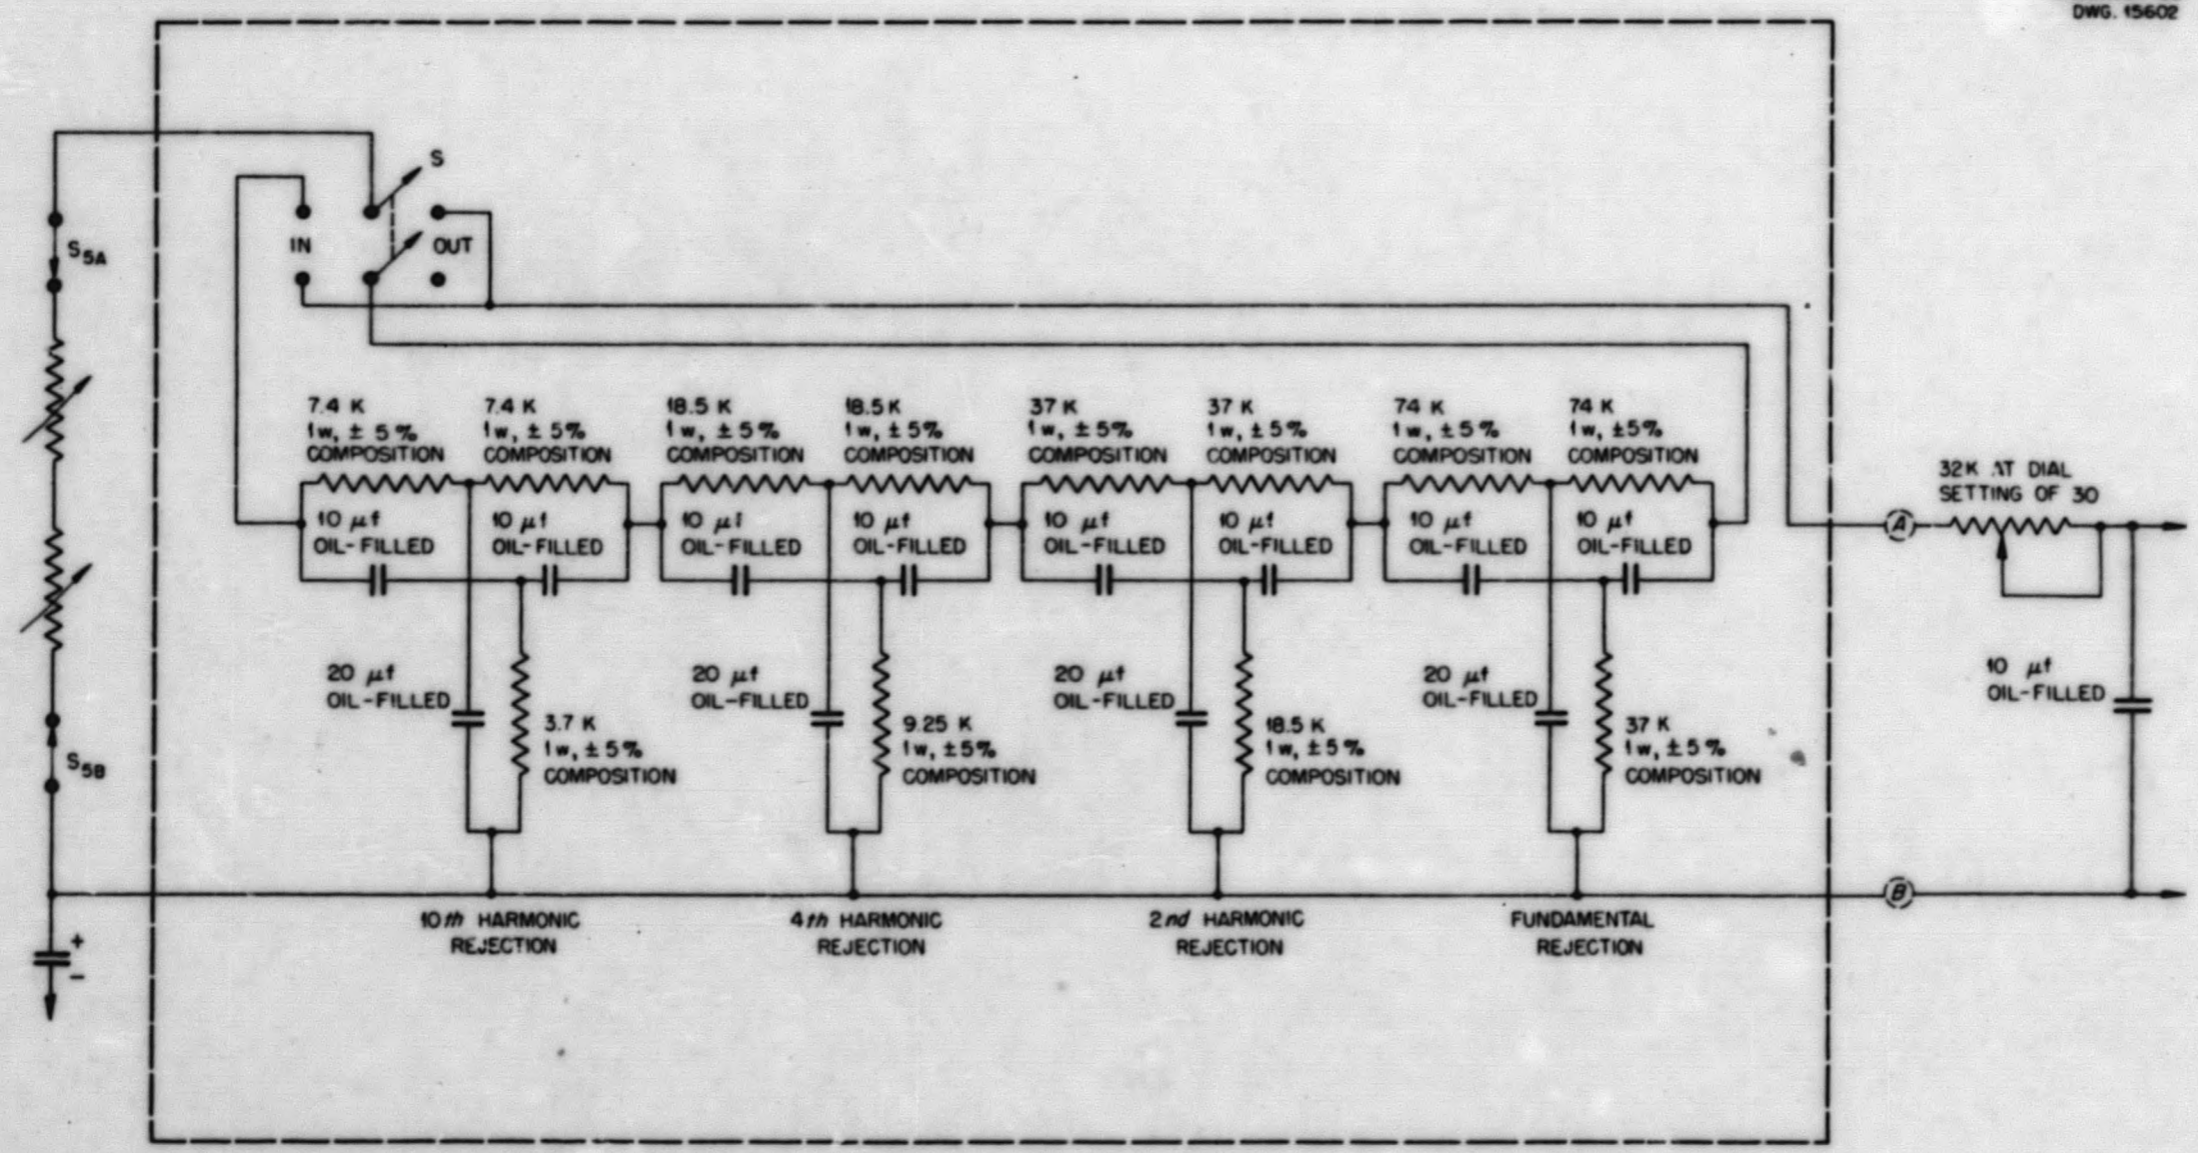 DWG. 15602
S
S5A
IN
OUT
7.4 K
1w, ± 5%
COMPOSITION
7.4 K
1w, ± 5%
COMPOSITION
18.5 K
1w, ±5%
COMPOSITION
18.5K
1w, ±5%
COMPOSITION
37 K
1w, ±5%
COMPOSITION
37 K
1w, ±5%
COMPOSITION
74 K
1w, ±5%
COMPOSITION
74 K
1w, ±5%
COMPOSITION
32K AT DIAL
SETTING OF 30
10 μf
OIL-FILLED
10 μf
OIL-FILLED
10 μf
OIL-FILLED
10 μf
OIL-FILLED
10 μf
OIL-FILLED
10 μf
OIL-FILLED
10 μf
OIL-FILLED
10 μf
OIL-FILLED
A
20 μf
OIL-FILLED
3.7 K
1w, ±5%
COMPOSITION
20 μf
OIL-FILLED
9.25 K
1w, ±5%
COMPOSITION
20 μf
OIL-FILLED
18.5 K
1w, ±5%
COMPOSITION
20 μf
OIL-FILLED
37 K
1w, ±5%
COMPOSITION
10 μf
OIL-FILLED
S5B
B
+
−
10th HARMONIC
REJECTION
4th HARMONIC
REJECTION
2nd HARMONIC
REJECTION
FUNDAMENTAL
REJECTION